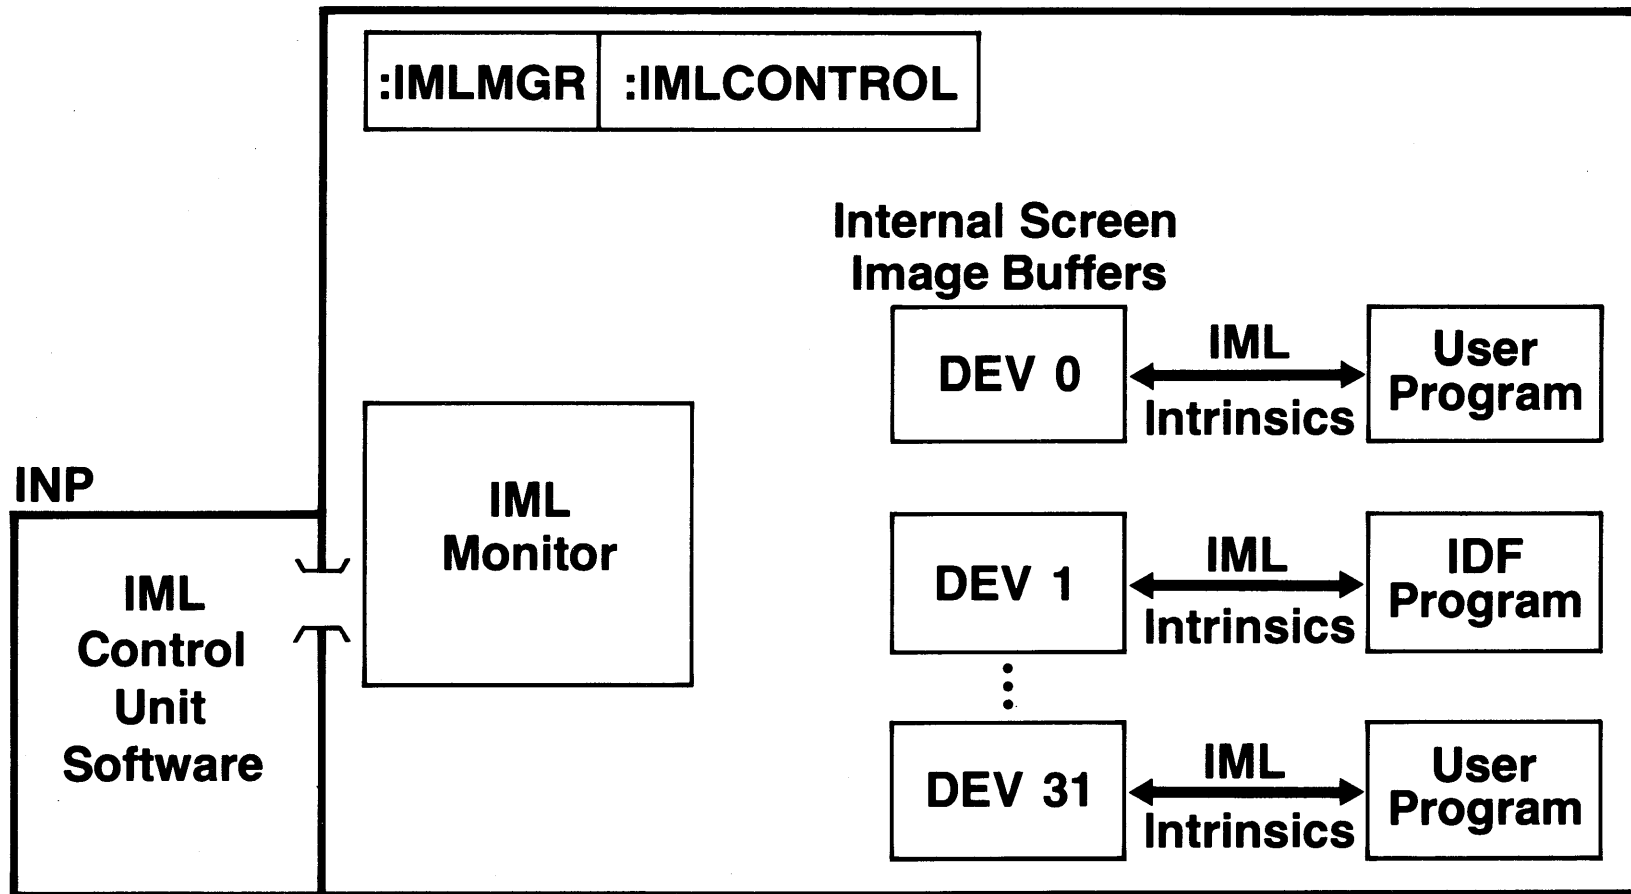 :IMLMGR :IMLCONTROL
Internal Screen
Image Buffers
DEV 0
IML
Intrinsics
User
Program
INP
IML
Monitor
IML
Control
Unit
Software
DEV 1
IML
Intrinsics
IDF
Program
DEV 31
IML
Intrinsics
User
Program